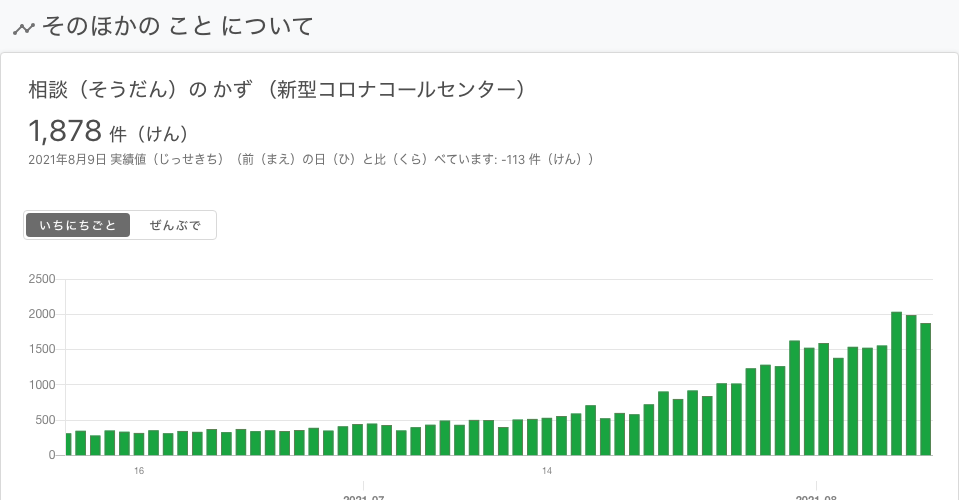 そのほかの こと について
相談（そうだん）の かず （新型コロナコールセンター）
1,878 件（けん）
2021年8月9日 実績値（じっせきち）（前（まえ）の日（ひ）と比（くら）べています: -113 件（けん））
いちにちごと ぜんぶで
2500
2000
1500
1000
500
0
16 14
2021-07 2021-08